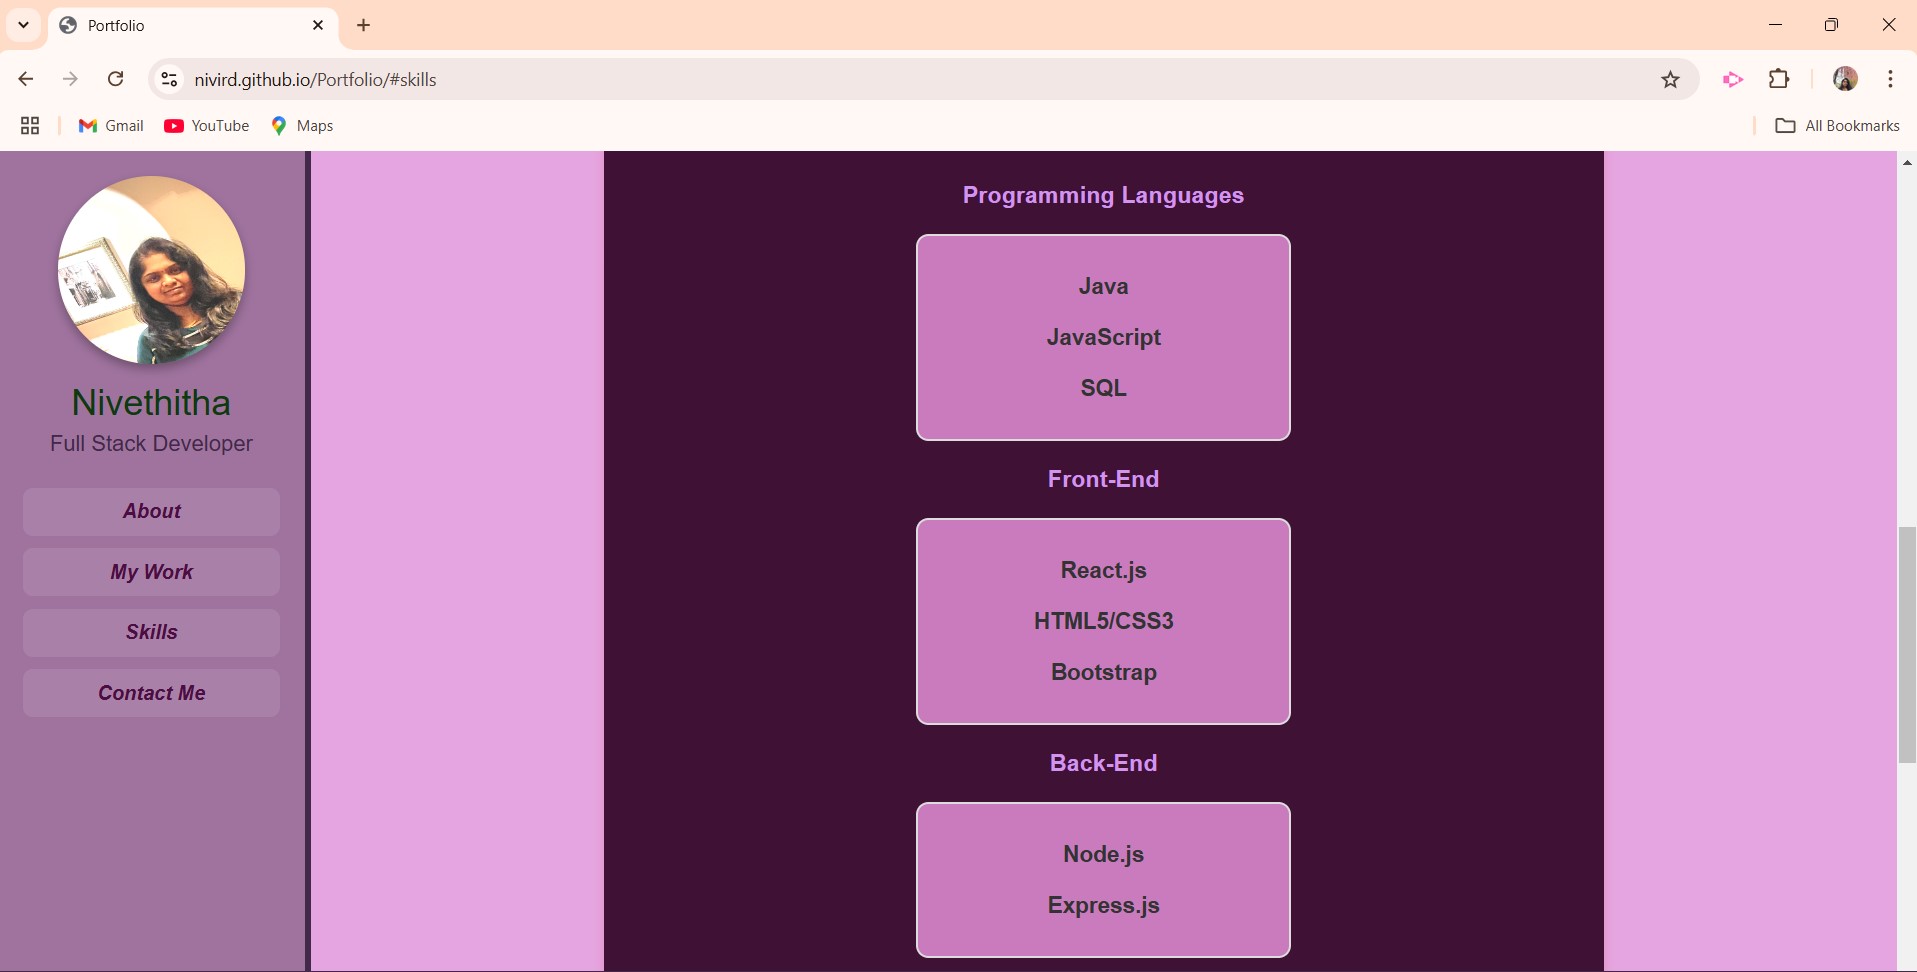 Portfolio
nivird.github.io/Portfolio/#skills
Gmail
YouTube
Maps
All Bookmarks
Nivethitha
Full Stack Developer
About
My Work
Skills
Contact Me
Programming Languages
Java
JavaScript
SQL
Front-End
React.js
HTML5/CSS3
Bootstrap
Back-End
Node.js
Express.js